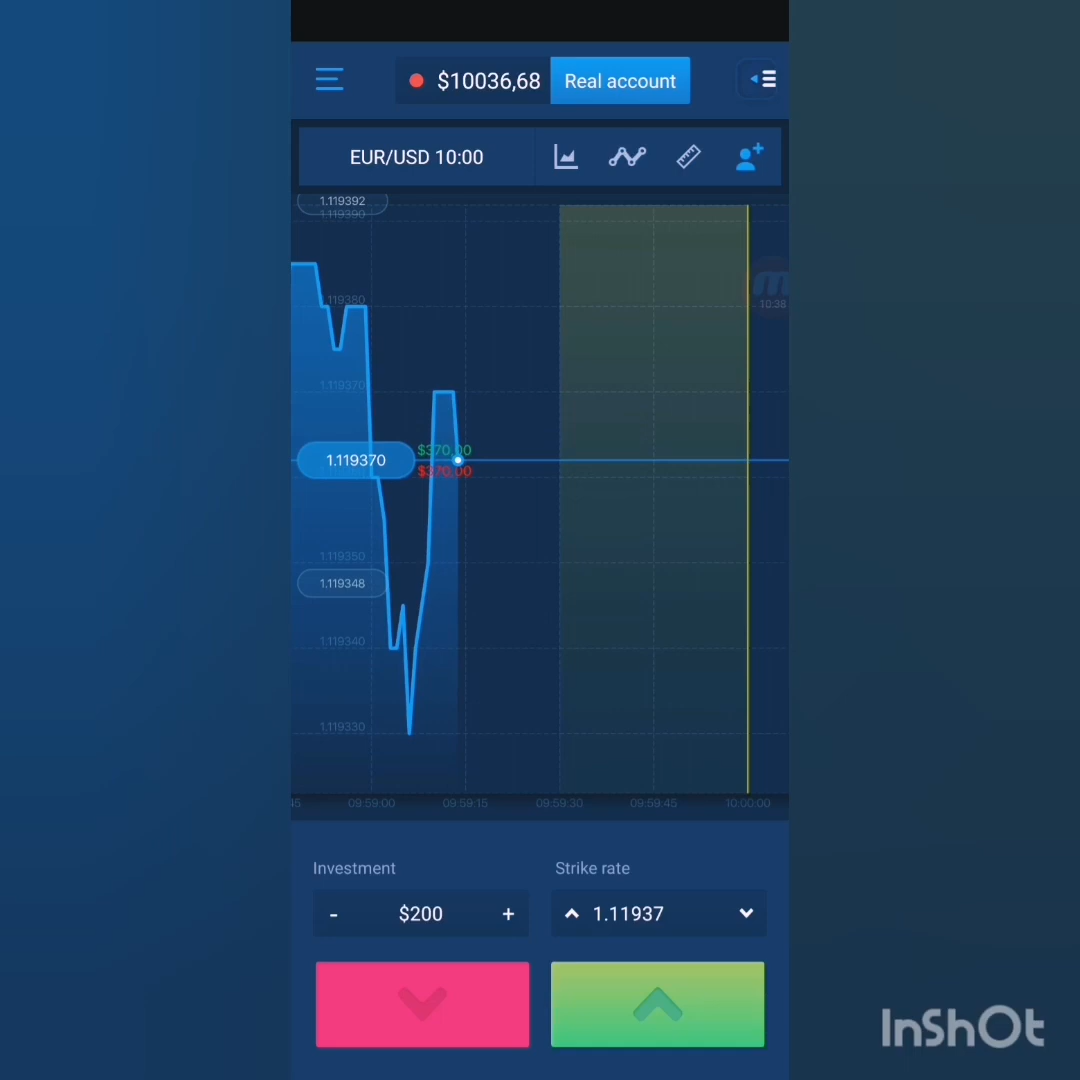 $10036,68 Real account
EUR/USD 10:00
1.119392
1.119390
1.119380
10:38
1.119370
$370.00
1.119370
$370.00
1.119350
1.119348
1.119340
1.119330
45 09:59:00 09:59:15 09:59:30 09:59:45 10:00:00
Investment Strike rate
- $200 + 1.11937
InShOt